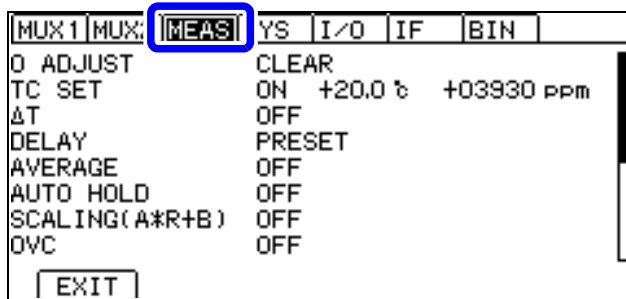 MUX1 MUX2 MEAS YS I/O IF BIN
0 ADJUST CLEAR
TC SET ON +20.0 ℃ +03930 ppm
ΔT OFF
DELAY PRESET
AVERAGE OFF
AUTO HOLD OFF
SCALING(A*R+B) OFF
OVC OFF
EXIT